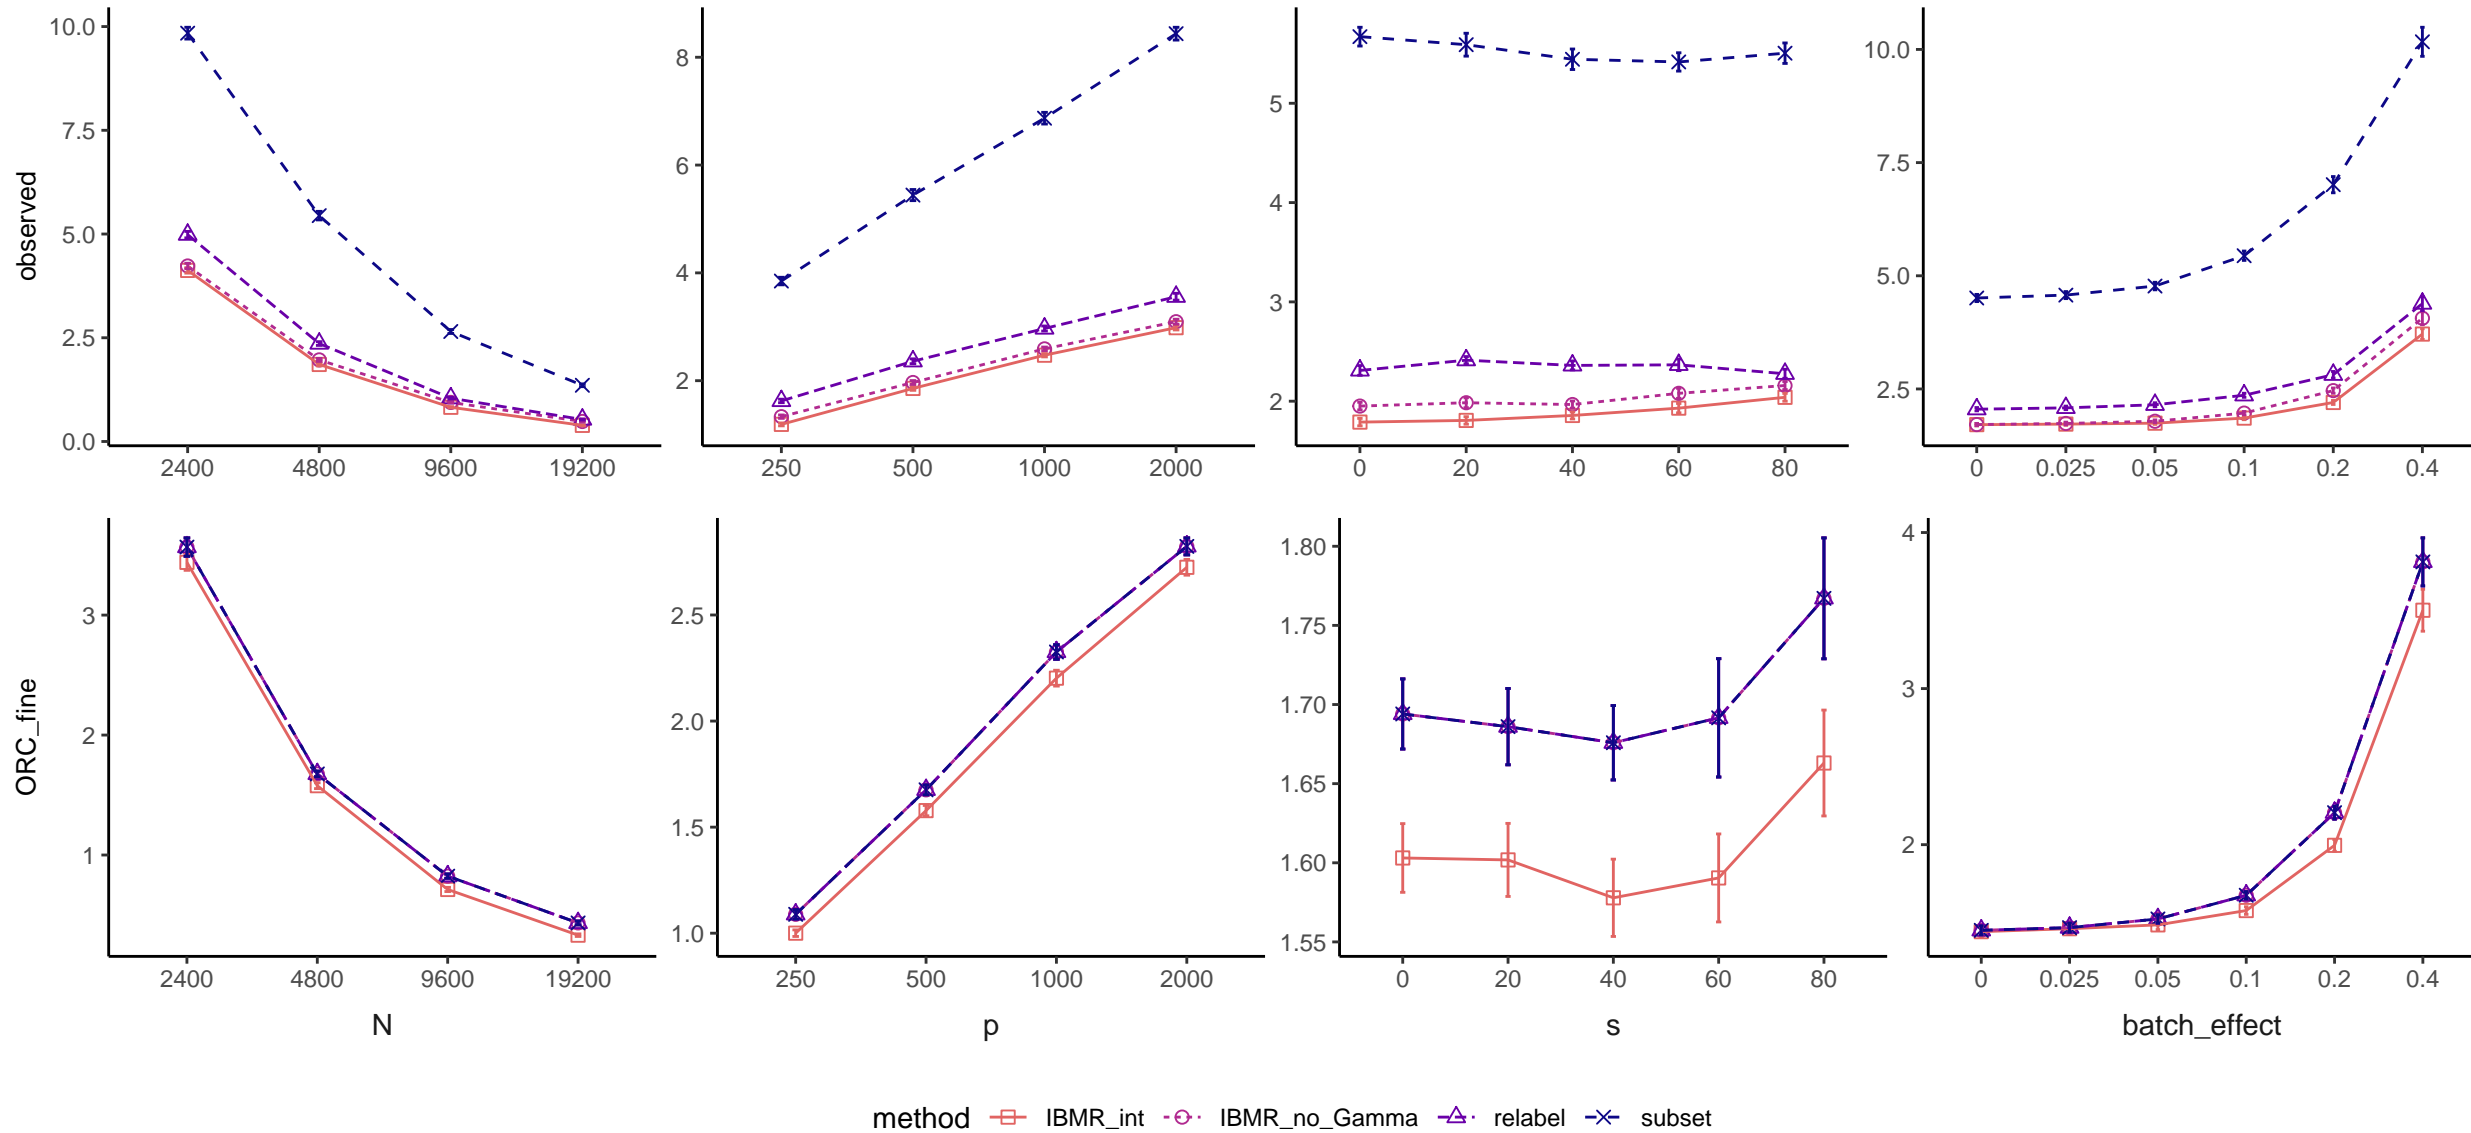 observed
10.0
7.5
5.0
2.5
0.0
2400 4800 9600 19200
8
6
4
2
250 500 1000 2000
5
4
3
2
0 20 40 60 80
10.0
7.5
5.0
2.5
0 0.025 0.05 0.1 0.2 0.4
ORC_fine
3
2
1
2400 4800 9600 19200
N
2.5
2.0
1.5
1.0
250 500 1000 2000
p
1.80
1.75
1.70
1.65
1.60
1.55
0 20 40 60 80
s
4
3
2
0 0.025 0.05 0.1 0.2 0.4
batch_effect
method IBMR_int IBMR_no_Gamma relabel subset